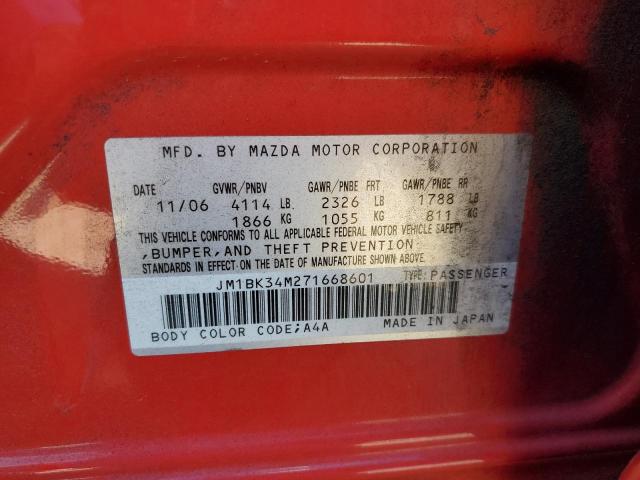 MFD. BY MAZDA MOTOR CORPORATION
DATE GVWR/PNBV GAWR/PNBE FRT GAWR/PNBE RR
11/06 4114 LB 2326 LB 1788 LB
1866 KG 1055 KG 811 KG
THIS VEHICLE CONFORMS TO ALL APPLICABLE FEDERAL MOTOR VEHICLE SAFETY
,BUMPER,AND THEFT PREVENTION
STANDARDS IN EFFECT ON THE DATE OF MANUFACTURE SHOWN ABOVE.
JM1BK34M271668601 TYPE:PASSENGER
BODY COLOR CODE;A4A MADE IN JAPAN